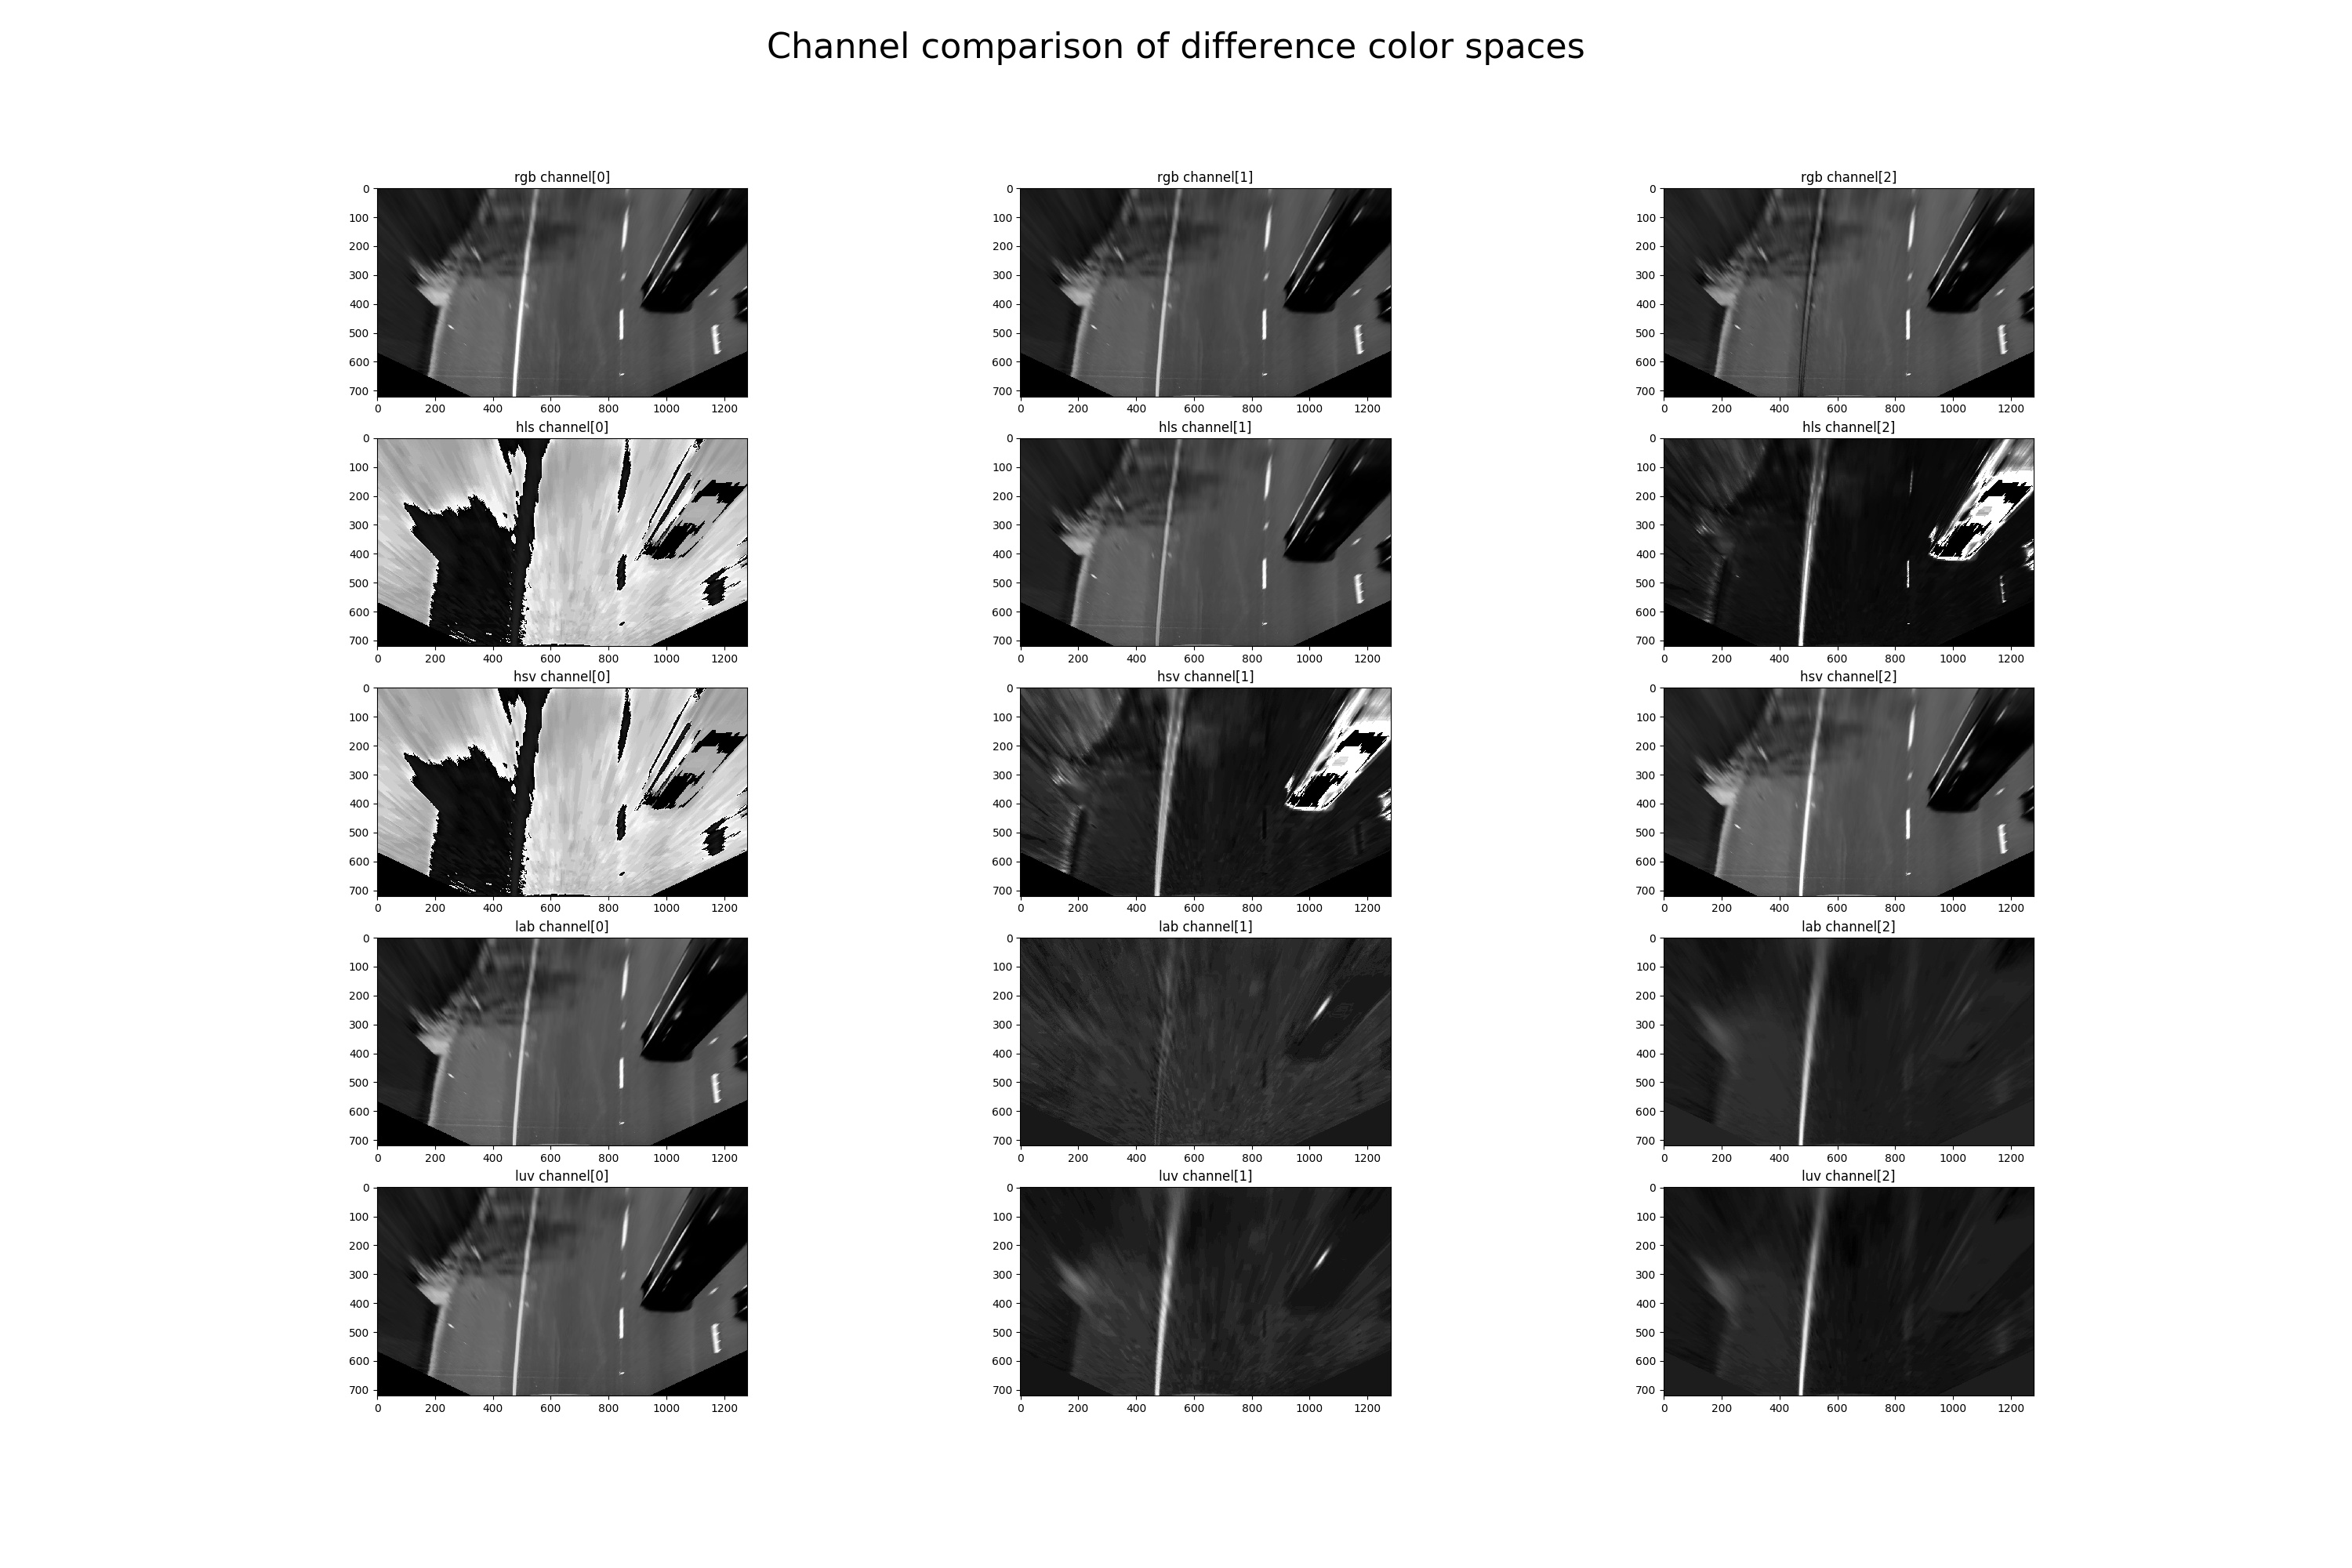 Channel comparison of difference color spaces
rgb channel[0] rgb channel[1] rgb channel[2]
0 0 0
100 100 100
200 200 200
300 300 300
400 400 400
500 500 500
600 600 600
700 700 700
0 200 400 600 800 1000 1200 0 200 400 600 800 1000 1200 0 200 400 600 800 1000 1200
hls channel[0] hls channel[1] hls channel[2]
0 0 0
100 100 100
200 200 200
300 300 300
400 400 400
500 500 500
600 600 600
700 700 700
0 200 400 600 800 1000 1200 0 200 400 600 800 1000 1200 0 200 400 600 800 1000 1200
hsv channel[0] hsv channel[1] hsv channel[2]
0 0 0
100 100 100
200 200 200
300 300 300
400 400 400
500 500 500
600 600 600
700 700 700
0 200 400 600 800 1000 1200 0 200 400 600 800 1000 1200 0 200 400 600 800 1000 1200
lab channel[0] lab channel[1] lab channel[2]
0 0 0
100 100 100
200 200 200
300 300 300
400 400 400
500 500 500
600 600 600
700 700 700
0 200 400 600 800 1000 1200 0 200 400 600 800 1000 1200 0 200 400 600 800 1000 1200
luv channel[0] luv channel[1] luv channel[2]
0 0 0
100 100 100
200 200 200
300 300 300
400 400 400
500 500 500
600 600 600
700 700 700
0 200 400 600 800 1000 1200 0 200 400 600 800 1000 1200 0 200 400 600 800 1000 1200